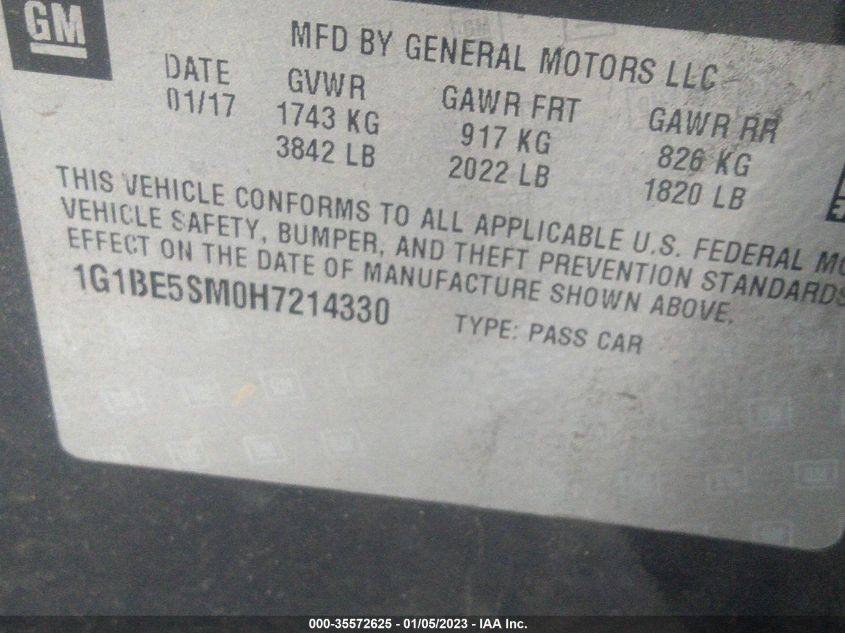 GM
MFD BY GENERAL MOTORS LLC
DATE GVWR GAWR FRT GAWR RR
01/17 1743 KG 917 KG 826 KG
3842 LB 2022 LB 1820 LB
THIS VEHICLE CONFORMS TO ALL APPLICABLE U.S. FEDERAL MO
VEHICLE SAFETY, BUMPER, AND THEFT PREVENTION STANDARDS
EFFECT ON THE DATE OF MANUFACTURE SHOWN ABOVE.
1G1BE5SM0H7214330 TYPE: PASS CAR
000-35572625 - 01/05/2023 - IAA Inc.